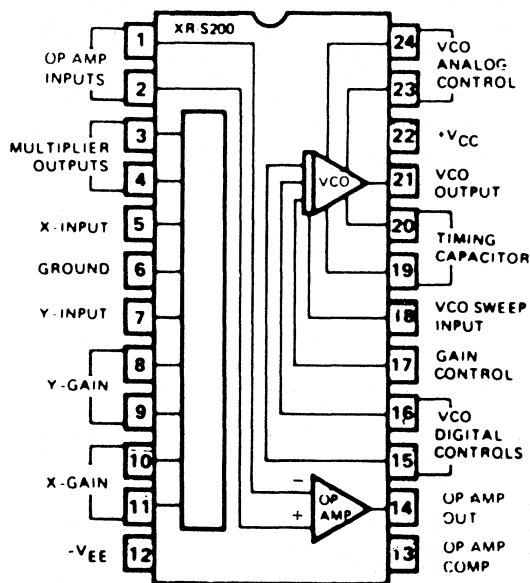 XR-S200
1
OP AMP
INPUTS
2
3
MULTIPLIER
OUTPUTS
4
X-INPUT
5
GROUND
6
Y-INPUT
7
8
Y-GAIN
9
10
X-GAIN
11
-VEE
12
24
VCO
ANALOG
CONTROL
23
22
+VCC
21
VCO
OUTPUT
20
TIMING
CAPACITOR
19
18
VCO SWEEP
INPUT
17
GAIN
CONTROL
16
VCO
DIGITAL
CONTROLS
15
14
OP AMP
OUT
13
OP AMP
COMP
VCO
-
+
OP
AMP